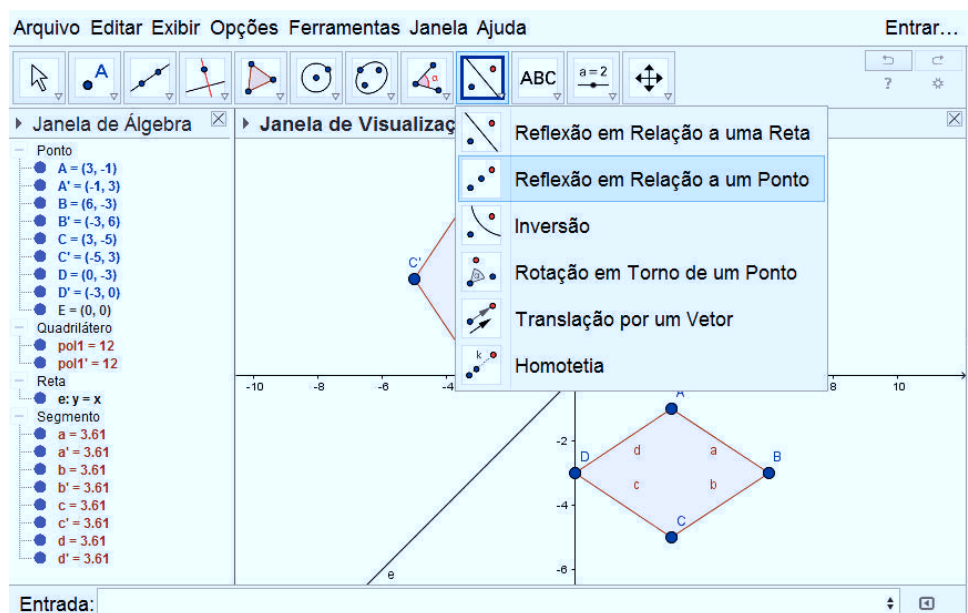 Arquivo Editar Exibir Opções Ferramentas Janela Ajuda Entrar...
A α ABC a = 2 ?
Janela de Álgebra
Janela de Visualizaç
Ponto
A = (3, -1)
A' = (-1, 3)
B = (6, -3)
B' = (-3, 6)
C = (3, -5)
C' = (-5, 3)
D = (0, -3)
D' = (-3, 0)
E = (0, 0)
Quadrilátero
pol1 = 12
pol1' = 12
Reta
e: y = x
Segmento
a = 3.61
a' = 3.61
b = 3.61
b' = 3.61
c = 3.61
c' = 3.61
d = 3.61
d' = 3.61
Reflexão em Relação a uma Reta
Reflexão em Relação a um Ponto
Inversão
Rotação em Torno de um Ponto
Translação por um Vetor
k
Homotetia
C'
-10 -8 -6 -4 8 10
A
-2
D d a B
c b
-4
C
-6
e
Entrada: